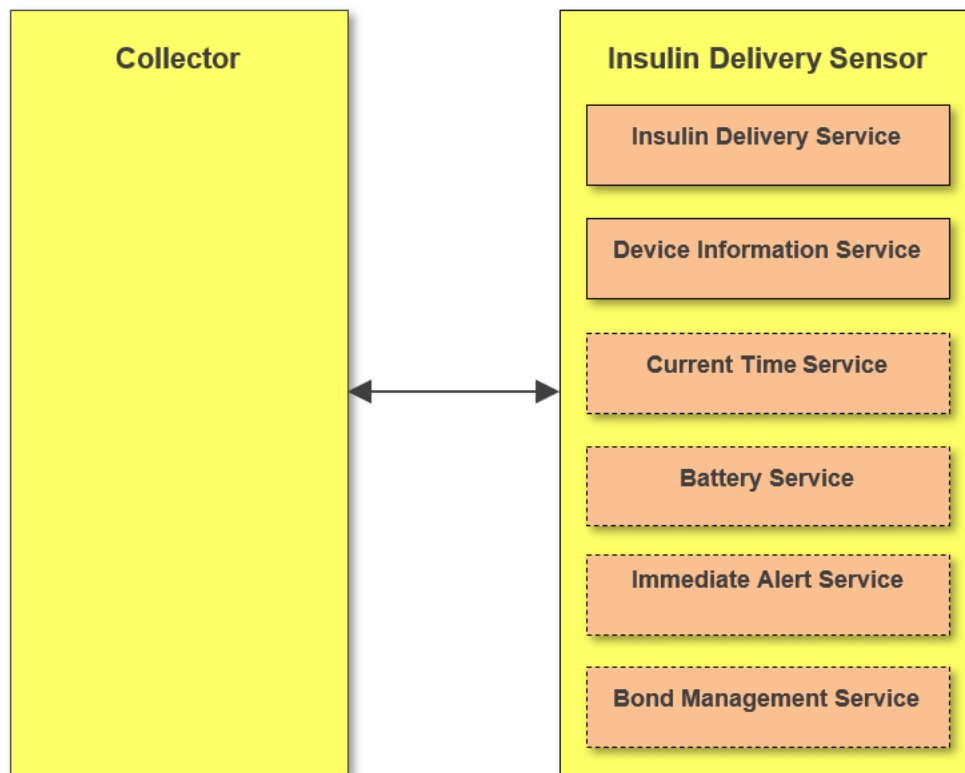 Collector
Insulin Delivery Sensor
Insulin Delivery Service
Device Information Service
Current Time Service
Battery Service
Immediate Alert Service
Bond Management Service